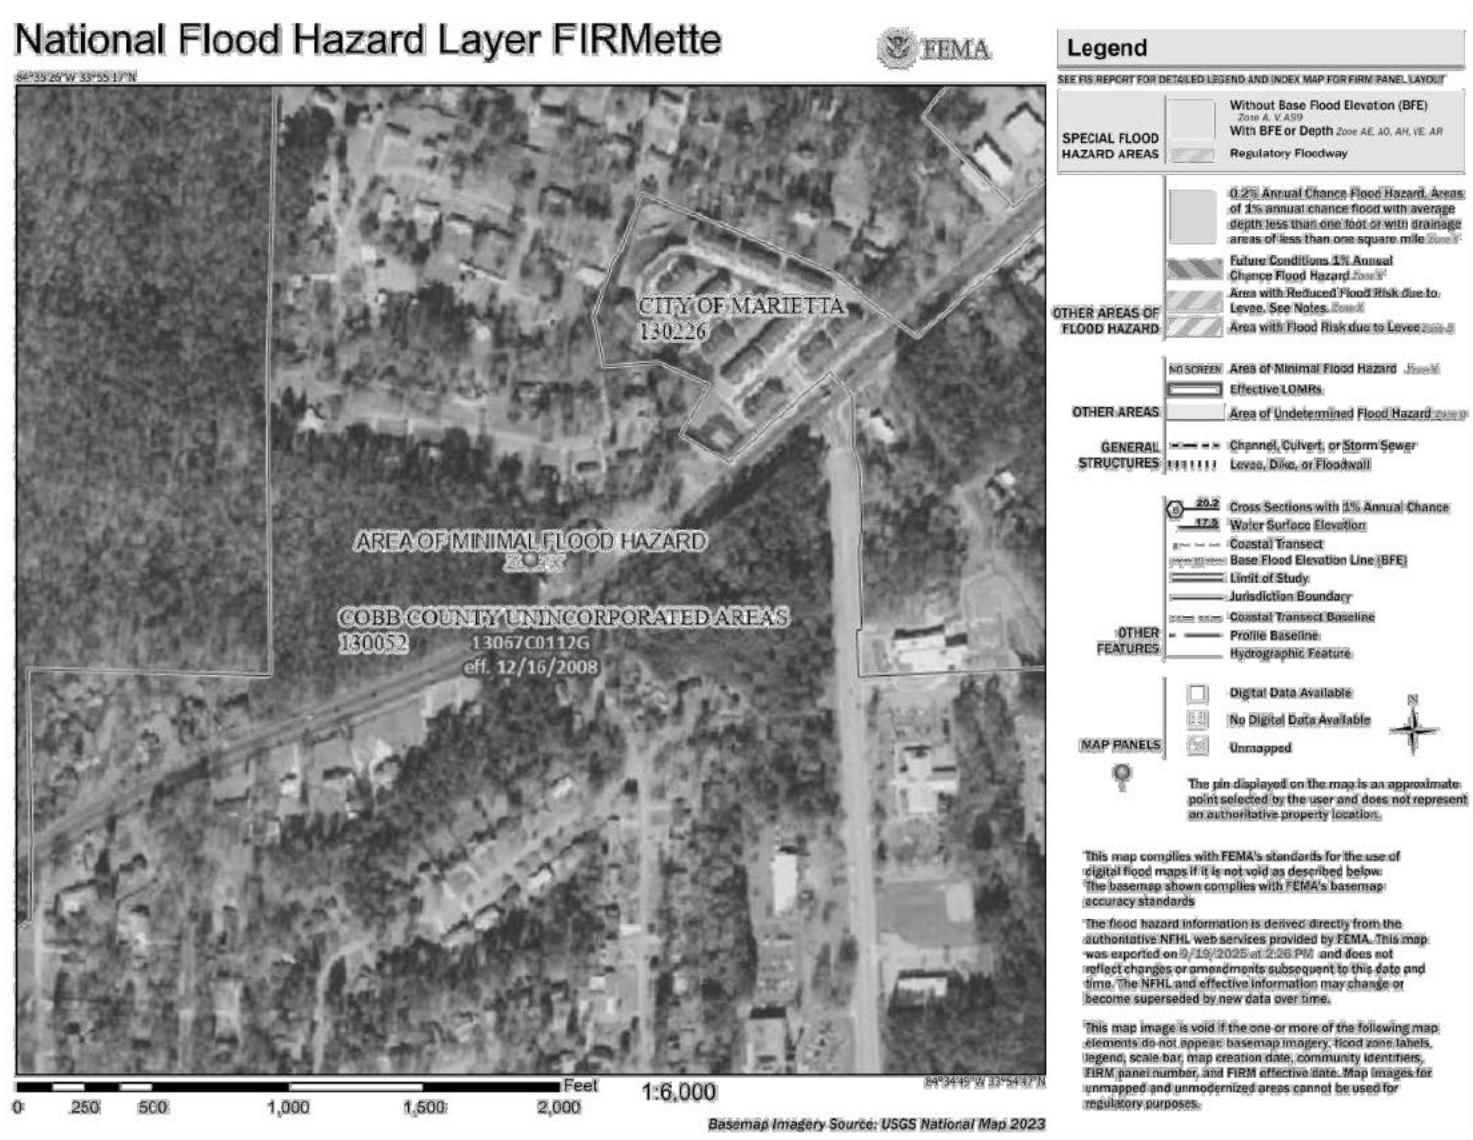 National Flood Hazard Layer FIRMette
FEMA
Legend
84°35'26"W 33°55'17"N
SEE FIS REPORT FOR DETAILED LEGEND AND INDEX MAP FOR FIRM PANEL LAYOUT
SPECIAL FLOOD
HAZARD AREAS
Without Base Flood Elevation (BFE)
Zone A, V, A99
With BFE or Depth Zone AE, AO, AH, VE, AR
Regulatory Floodway
OTHER AREAS OF
FLOOD HAZARD
0.2% Annual Chance Flood Hazard, Areas
of 1% annual chance flood with average
depth less than one foot or with drainage
areas of less than one square mile Zone X
Future Conditions 1% Annual
Chance Flood Hazard Zone X
Area with Reduced Flood Risk due to
Levee. See Notes. Zone X
Area with Flood Risk due to Levee Zone D
OTHER AREAS
NO SCREEN Area of Minimal Flood Hazard Zone X
Effective LOMRs
Area of Undetermined Flood Hazard Zone D
GENERAL
STRUCTURES
Channel, Culvert, or Storm Sewer
Levee, Dike, or Floodwall
OTHER
FEATURES
B 20.2 Cross Sections with 1% Annual Chance
17.5 Water Surface Elevation
Coastal Transect
Base Flood Elevation Line (BFE)
Limit of Study
Jurisdiction Boundary
Coastal Transect Baseline
Profile Baseline
Hydrographic Feature
MAP PANELS
Digital Data Available
No Digital Data Available
Unmapped
N
The pin displayed on the map is an approximate
point selected by the user and does not represent
an authoritative property location.
This map complies with FEMA's standards for the use of
digital flood maps if it is not void as described below.
The basemap shown complies with FEMA's basemap
accuracy standards
The flood hazard information is derived directly from the
authoritative NFHL web services provided by FEMA. This map
was exported on 9/19/2025 at 2:26 PM and does not
reflect changes or amendments subsequent to this date and
time. The NFHL and effective information may change or
become superseded by new data over time.
This map image is void if the one or more of the following map
elements do not appear: basemap imagery, flood zone labels,
legend, scale bar, map creation date, community identifiers,
FIRM panel number, and FIRM effective date. Map images for
unmapped and unmodernized areas cannot be used for
regulatory purposes.
CITY OF MARIETTA
130226
AREA OF MINIMAL FLOOD HAZARD
Zone X
COBB COUNTY UNINCORPORATED AREAS
130052
13067C0112G
eff. 12/16/2008
84°34'49"W 33°54'47"N
Feet
1:6,000
0 250 500 1,000 1,500 2,000
Basemap Imagery Source: USGS National Map 2023